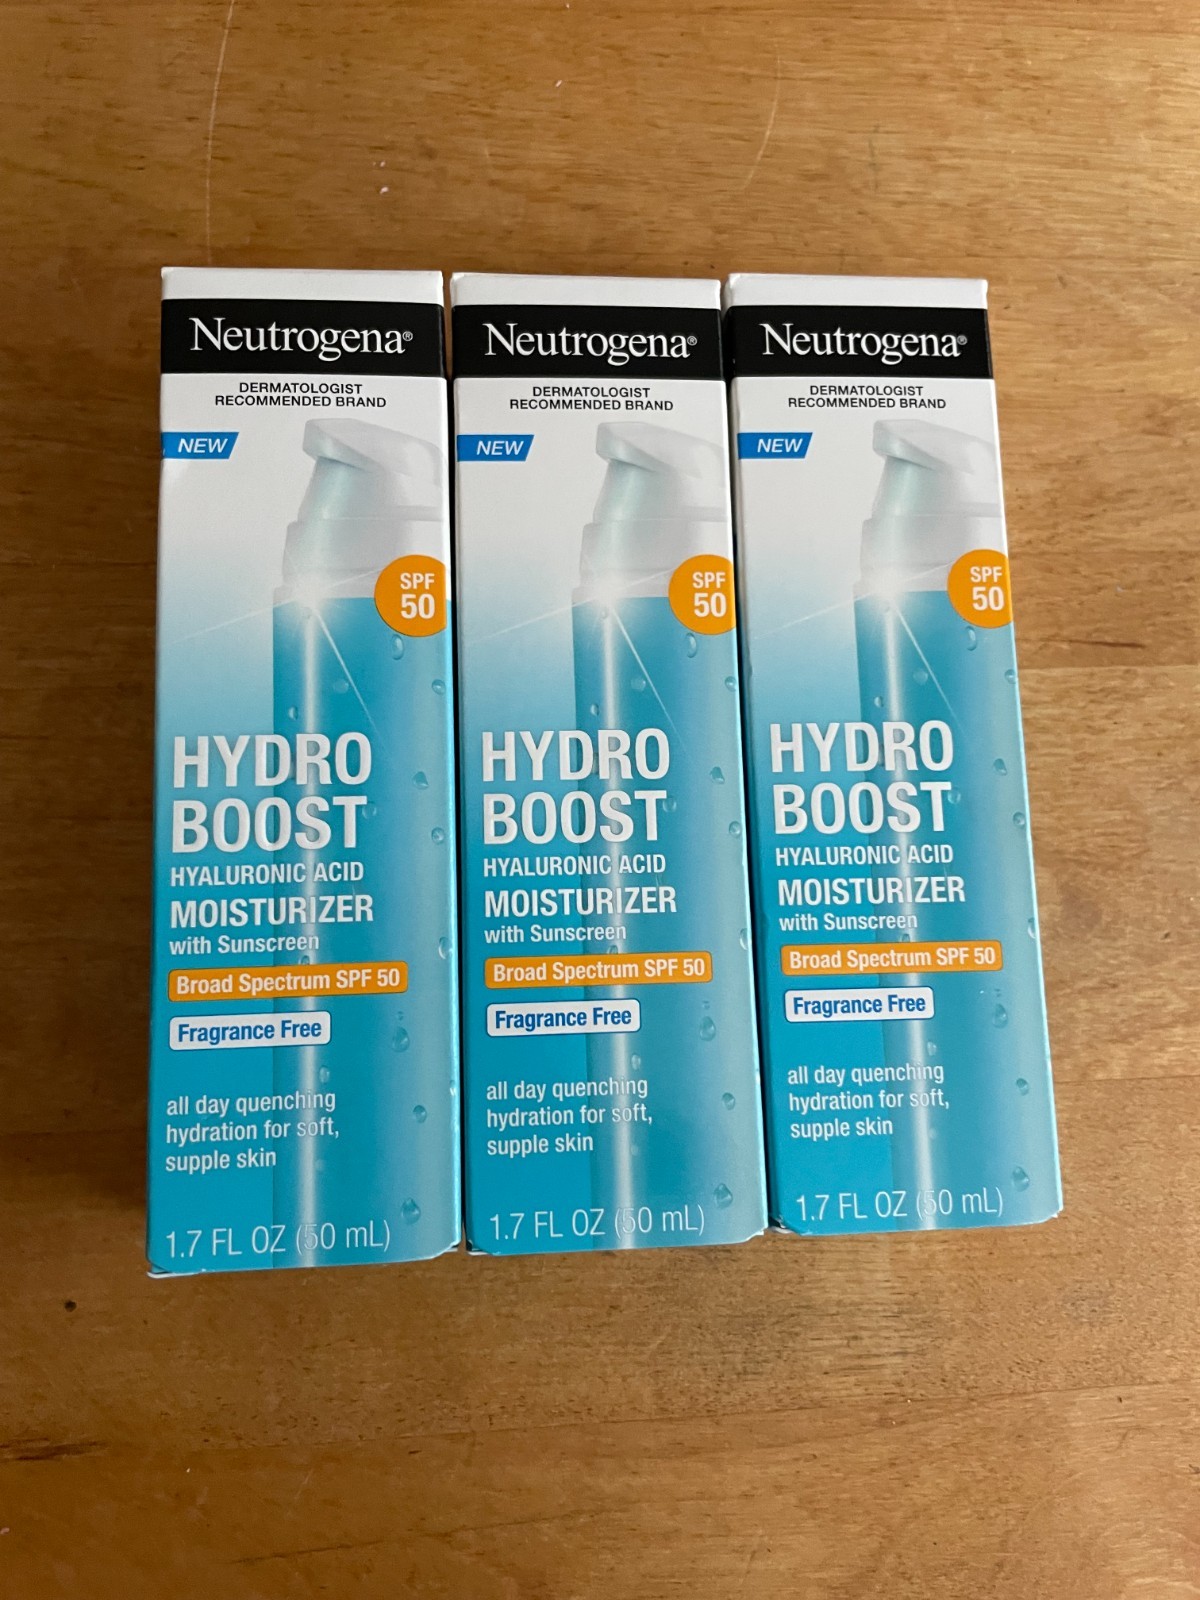 Neutrogena®
DERMATOLOGIST
RECOMMENDED BRAND
NEW
SPF
50
HYDRO
BOOST
HYALURONIC ACID
MOISTURIZER
with Sunscreen
Broad Spectrum SPF 50
Fragrance Free
all day quenching
hydration for soft,
supple skin
1.7 FL OZ (50 mL)
Neutrogena®
DERMATOLOGIST
RECOMMENDED BRAND
NEW
SPF
50
HYDRO
BOOST
HYALURONIC ACID
MOISTURIZER
with Sunscreen
Broad Spectrum SPF 50
Fragrance Free
all day quenching
hydration for soft,
supple skin
1.7 FL OZ (50 mL)
Neutrogena®
DERMATOLOGIST
RECOMMENDED BRAND
NEW
SPF
50
HYDRO
BOOST
HYALURONIC ACID
MOISTURIZER
with Sunscreen
Broad Spectrum SPF 50
Fragrance Free
all day quenching
hydration for soft,
supple skin
1.7 FL OZ (50 mL)